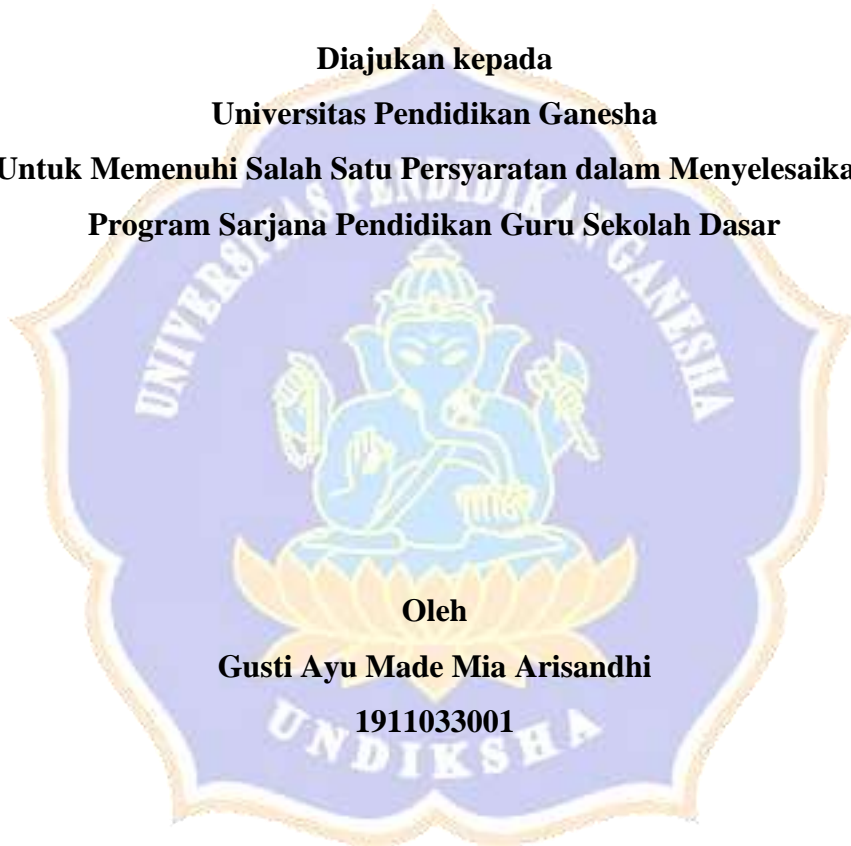 Diajukan kepada
Universitas Pendidikan Ganesha
Untuk Memenuhi Salah Satu Persyaratan dalam Menyelesaika
Program Sarjana Pendidikan Guru Sekolah Dasar
UNIVERSITAS PENDIDIKAN GANESHA
Oleh
Gusti Ayu Made Mia Arisandhi
1911033001
UNDIKSHA